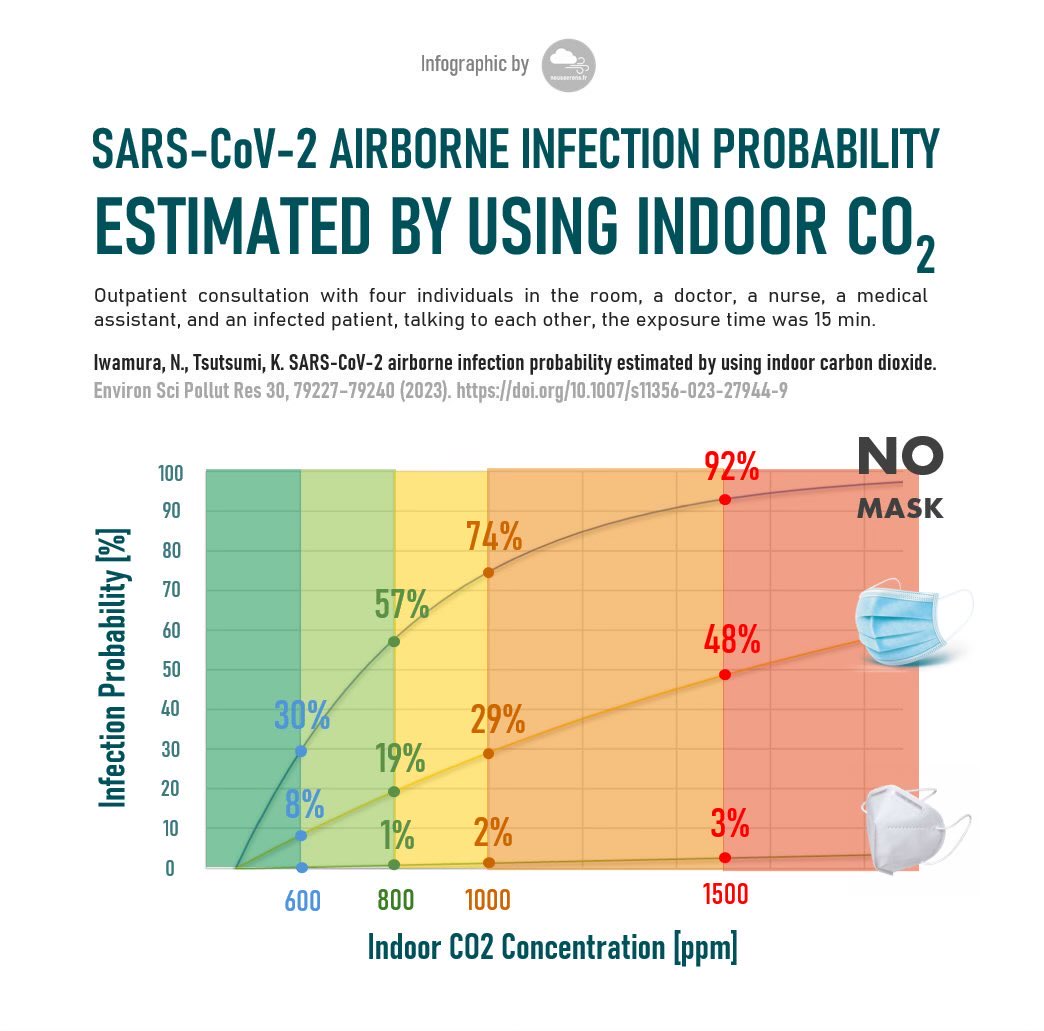 Infographic by
SARS-CoV-2 AIRBORNE INFECTION PROBABILITY
ESTIMATED BY USING INDOOR CO2
Outpatient consultation with four individuals in the room, a doctor, a nurse, a medical
assistant, and an infected patient, talking to each other, the exposure time was 15 min.
Iwamura, N., Tsutsumi, K. SARS-CoV-2 airborne infection probability estimated by using indoor carbon dioxide.
Environ Sci Pollut Res 30, 79227–79240 (2023). https://doi.org/10.1007/s11356-023-27944-9
NO
MASK
Infection Probability [%]
100
90
80
70
60
50
40
30
20
10
0
30%
57%
74%
92%
8%
19%
29%
48%
1%
2%
3%
600
800
1000
1500
Indoor CO2 Concentration [ppm]